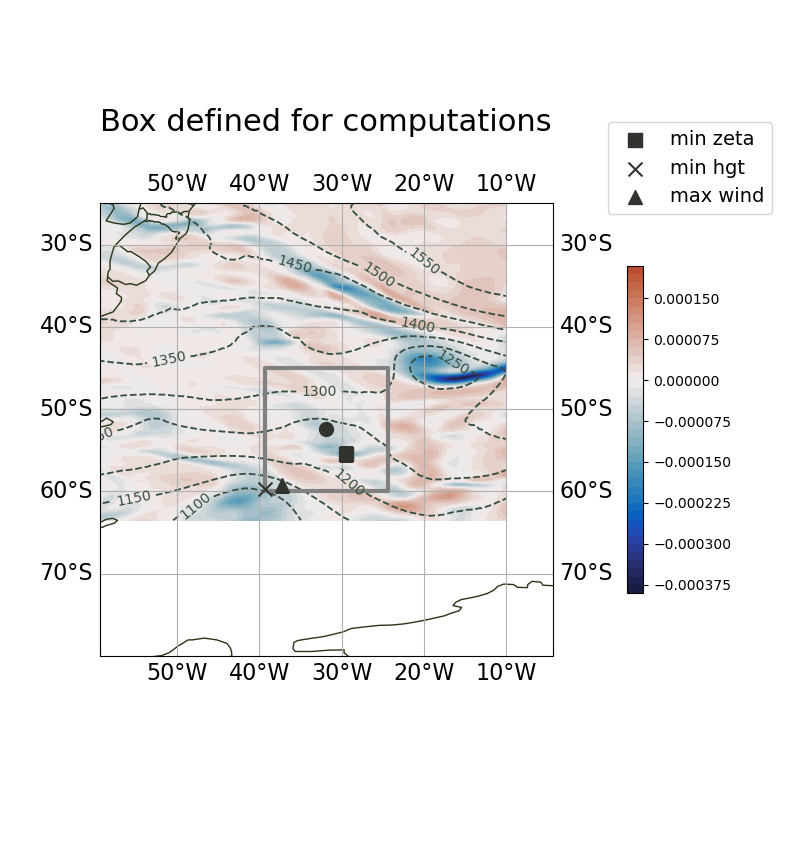 Box defined for computations
min zeta
min hgt
max wind
50°W 40°W 30°W 20°W 10°W
30°S 30°S
40°S 40°S
50°S 50°S
60°S 60°S
70°S 70°S
50°W 40°W 30°W 20°W 10°W
1550
1500
1450
1400
1350
1250
1300
1200
1150
1100
0.000150
0.000075
0.000000
−0.000075
−0.000150
−0.000225
−0.000300
−0.000375